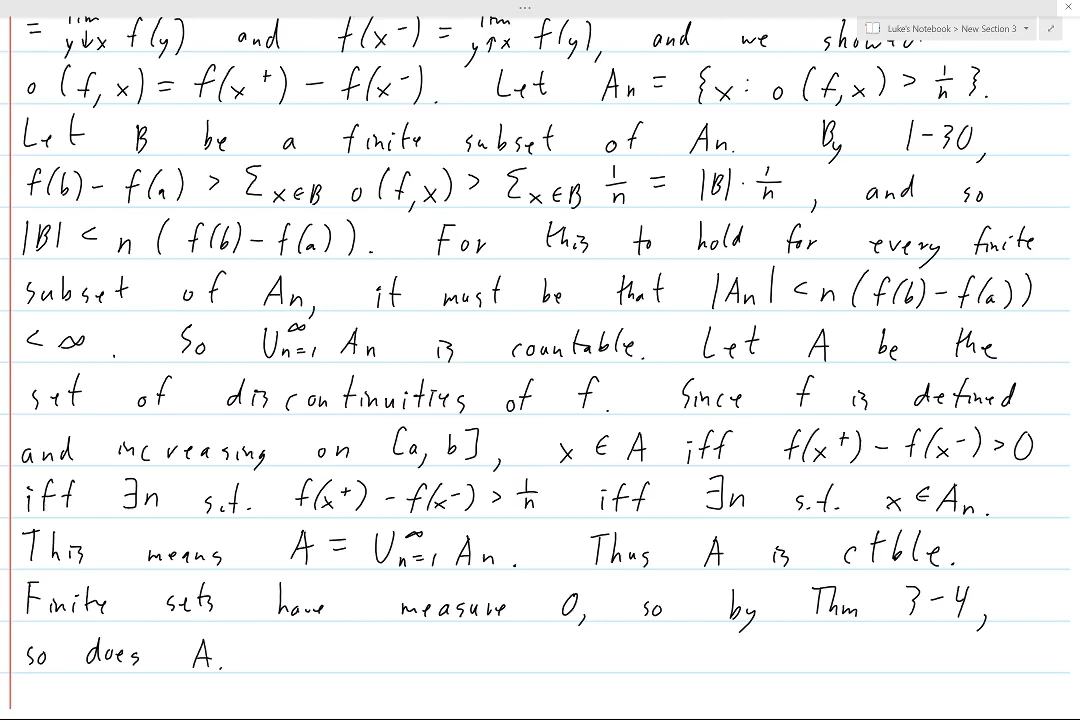 Luke's Notebook > New Section 3
= lim y↓x f(y) and f(x⁻) = lim y↑x f(y), and we
o(f,x) = f(x⁺) - f(x⁻). Let An = {x: o(f,x) > 1/n}.
Let B be a finite subset of An. By 1-30,
f(b) - f(a) > Σx∈B o(f,x) > Σx∈B 1/n = |B|·1/n, and so
|B| < n(f(b) - f(a)). For this to hold for every finite
subset of An, it must be that |An| < n(f(b) - f(a))
< ∞. So U∞n=1 An is countable. Let A be the
set of discontinuities of f. Since f is defined
and increasing on [a,b], x ∈ A iff f(x⁺) - f(x⁻) > 0
iff ∃n s.t. f(x⁺) - f(x⁻) > 1/n iff ∃n s.t. x ∈ An.
This means A = U∞n=1 An. Thus A is ctble.
Finite sets have measure 0, so by Thm 3-4,
so does A.